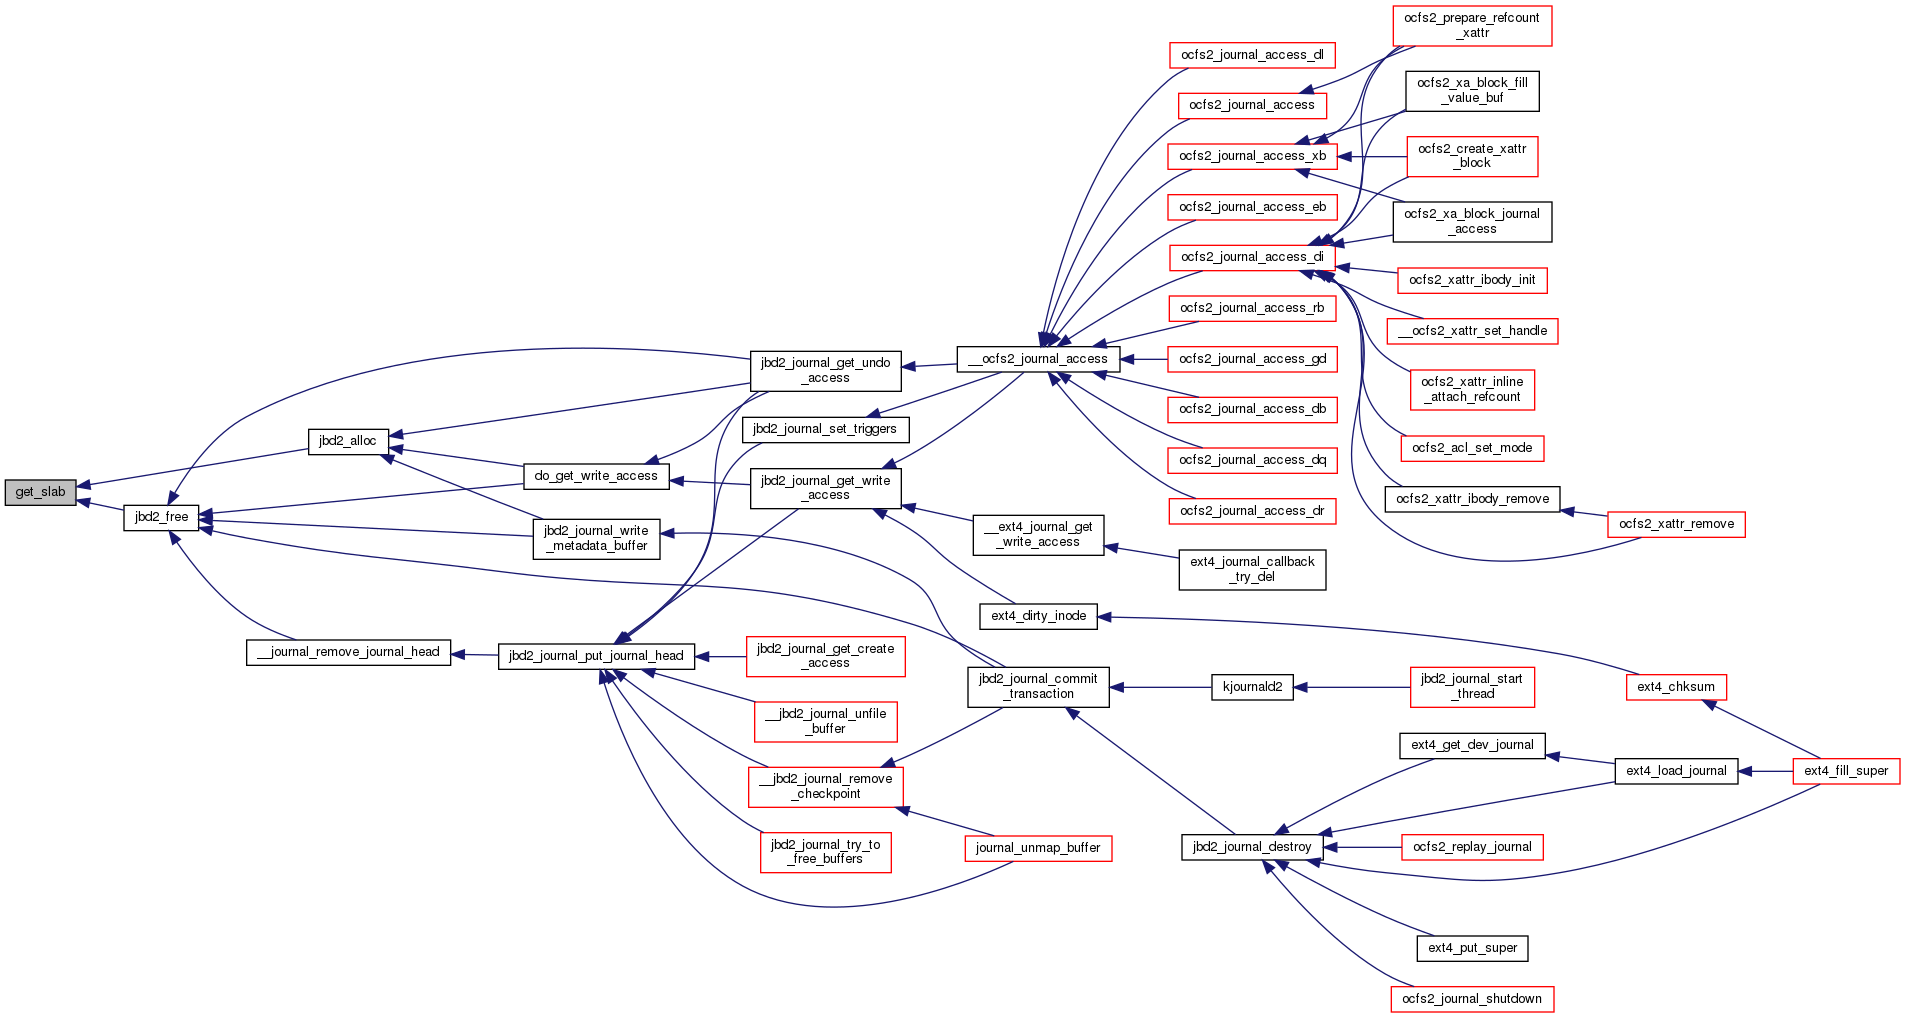 get_slab
jbd2_alloc
jbd2_free
__journal_remove_journal_head
do_get_write_access
jbd2_journal_write
_metadata_buffer
jbd2_journal_put_journal_head
jbd2_journal_get_undo
_access
jbd2_journal_set_triggers
jbd2_journal_get_write
_access
jbd2_journal_get_create
_access
__jbd2_journal_unfile
_buffer
__jbd2_journal_remove
_checkpoint
jbd2_journal_try_to
_free_buffers
__ocfs2_journal_access
__ext4_journal_get
_write_access
ext4_dirty_inode
jbd2_journal_commit
_transaction
journal_unmap_buffer
ocfs2_journal_access_dl
ocfs2_journal_access
ocfs2_journal_access_xb
ocfs2_journal_access_eb
ocfs2_journal_access_di
ocfs2_journal_access_rb
ocfs2_journal_access_gd
ocfs2_journal_access_db
ocfs2_journal_access_dq
ocfs2_journal_access_dr
ext4_journal_callback
_try_del
kjournald2
jbd2_journal_destroy
ocfs2_prepare_refcount
_xattr
ocfs2_xa_block_fill
_value_buf
ocfs2_create_xattr
_block
ocfs2_xa_block_journal
_access
ocfs2_xattr_ibody_init
__ocfs2_xattr_set_handle
ocfs2_xattr_inline
_attach_refcount
ocfs2_acl_set_mode
ocfs2_xattr_ibody_remove
jbd2_journal_start
_thread
ext4_get_dev_journal
ocfs2_replay_journal
ext4_put_super
ocfs2_journal_shutdown
ocfs2_xattr_remove
ext4_chksum
ext4_load_journal
ext4_fill_super